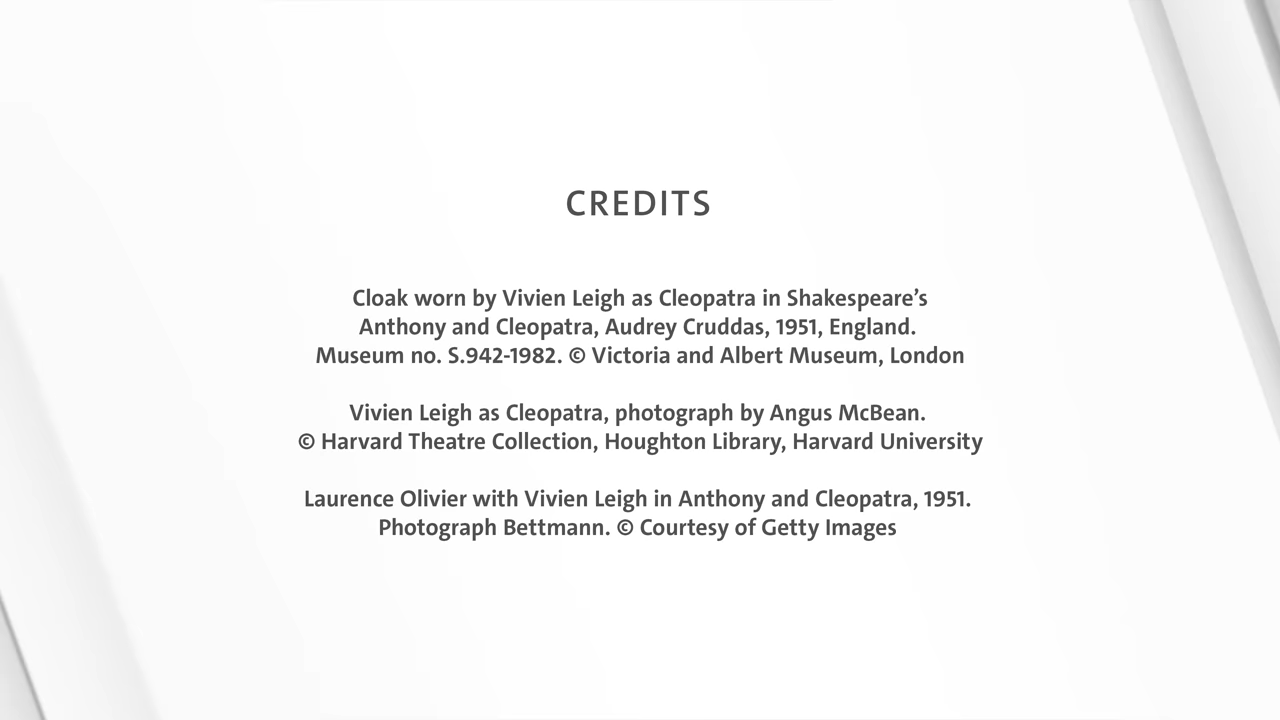 CREDITS
Cloak worn by Vivien Leigh as Cleopatra in Shakespeare’s
Anthony and Cleopatra, Audrey Cruddas, 1951, England.
Museum no. S.942-1982. © Victoria and Albert Museum, London
Vivien Leigh as Cleopatra, photograph by Angus McBean.
© Harvard Theatre Collection, Houghton Library, Harvard University
Laurence Olivier with Vivien Leigh in Anthony and Cleopatra, 1951.
Photograph Bettmann. © Courtesy of Getty Images